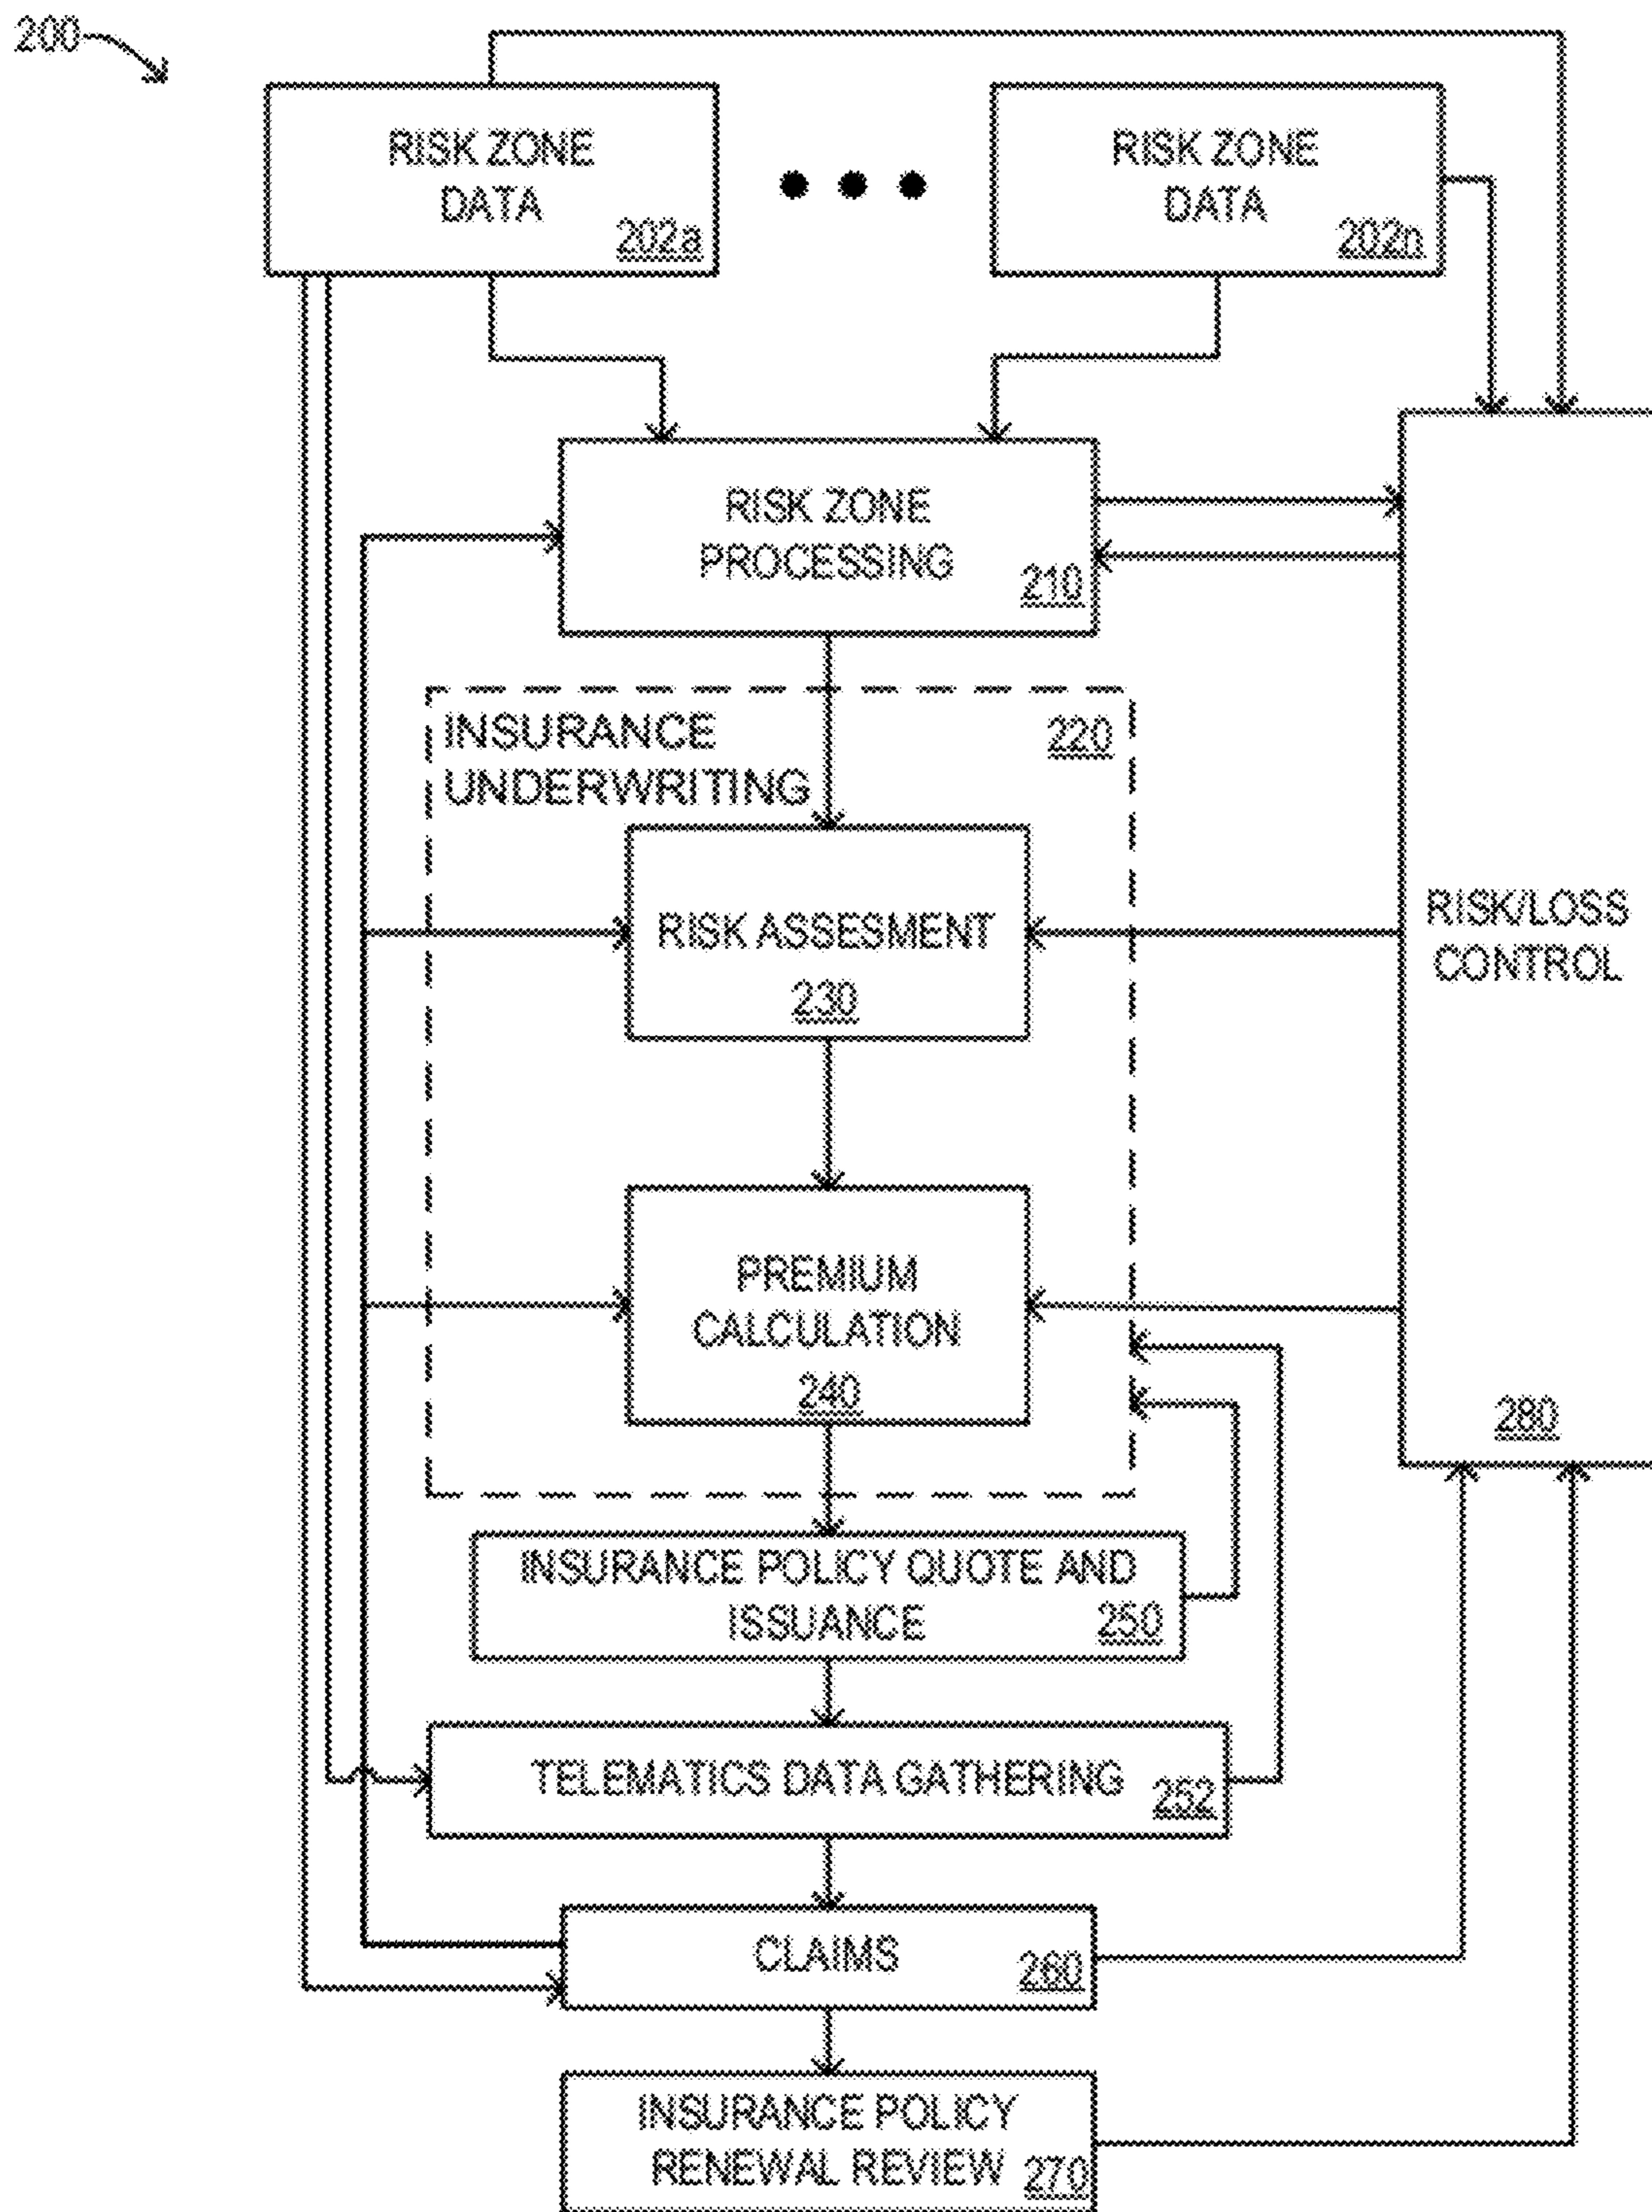 200
RISK ZONE
DATA
202a
RISK ZONE
DATA
202n
RISK ZONE
PROCESSING
210
INSURANCE
UNDERWRITING
220
RISK ASSESMENT
230
RISK/LOSS
CONTROL
280
PREMIUM
CALCULATION
240
INSURANCE POLICY QUOTE AND
ISSUANCE
250
TELEMATICS DATA GATHERING
252
CLAIMS
260
INSURANCE POLICY
RENEWAL REVIEW
270